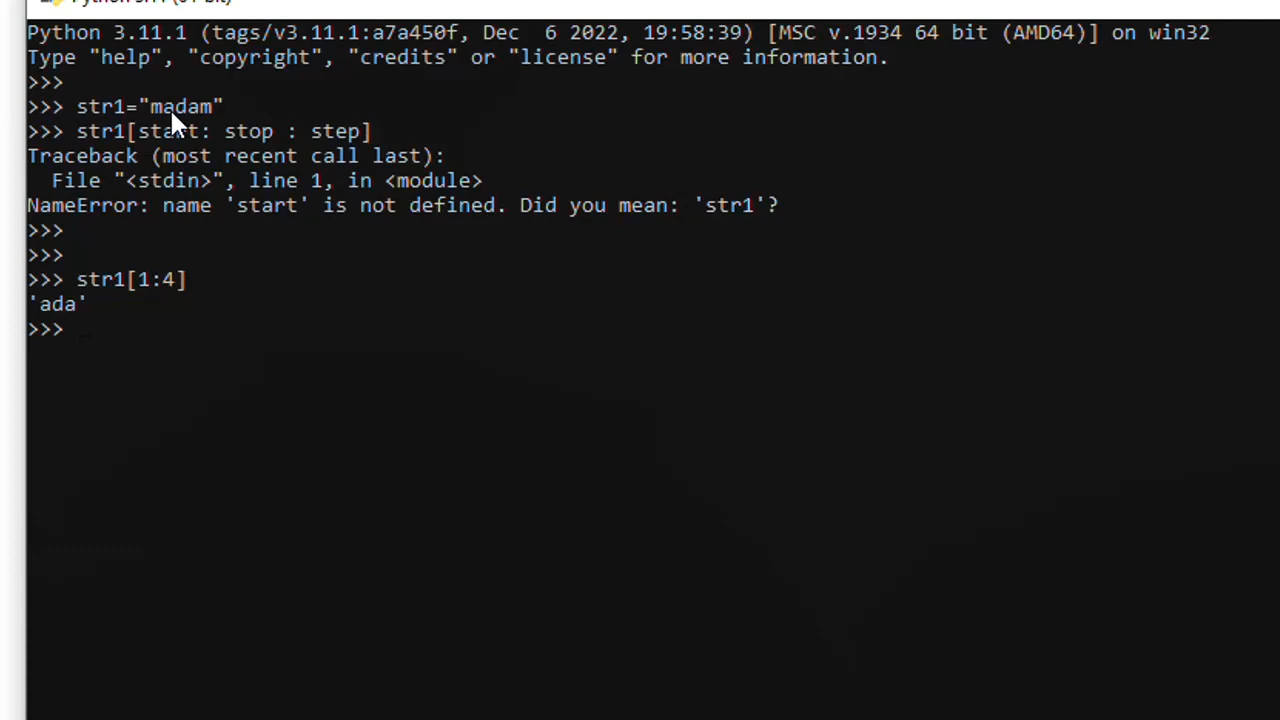 Python 3.11.1 (tags/v3.11.1:a7a450f, Dec  6 2022, 19:58:39) [MSC v.1934 64 bit (AMD64)] on win32
Type "help", "copyright", "credits" or "license" for more information.
>>>
>>> str1="madam"
>>> str1[start: stop : step]
Traceback (most recent call last):
  File "<stdin>", line 1, in <module>
NameError: name 'start' is not defined. Did you mean: 'str1'?
>>>
>>>
>>> str1[1:4]
'ada'
>>> _